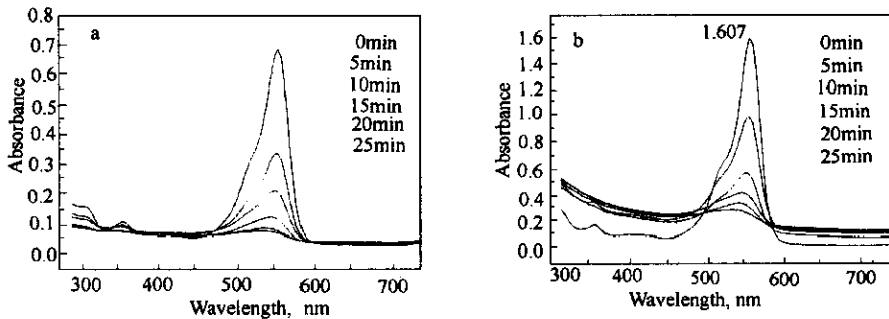 a
0.8
0.7
0.6
0.5
0.4
0.3
0.2
0.1
0.0
Absorbance
0min
5min
10min
15min
20min
25min
300 400 500 600 700
Wavelength, nm
b
1.607
1.6
1.4
1.2
1.0
0.8
0.6
0.4
0.2
0.0
Absorbance
0min
5min
10min
15min
20min
25min
300 400 500 600 700
Wavelength, nm